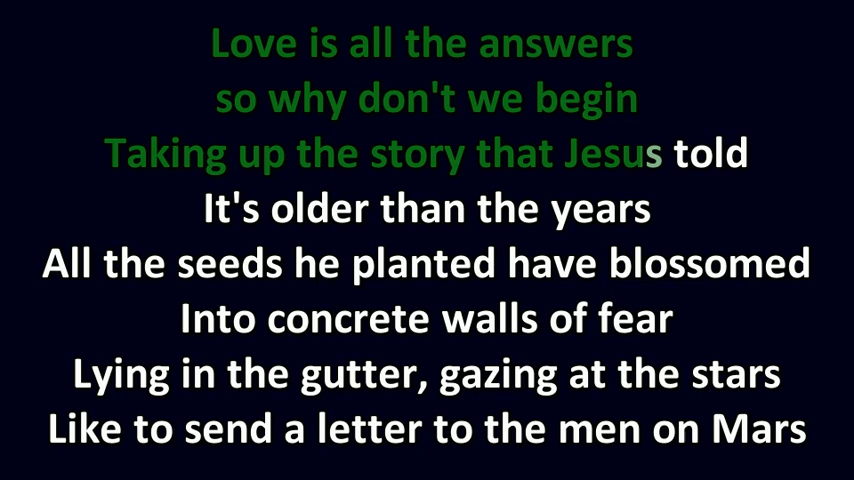 Love is all the answers
so why don't we begin
Taking up the story that Jesus told
It's older than the years
All the seeds he planted have blossomed
Into concrete walls of fear
Lying in the gutter, gazing at the stars
Like to send a letter to the men on Mars